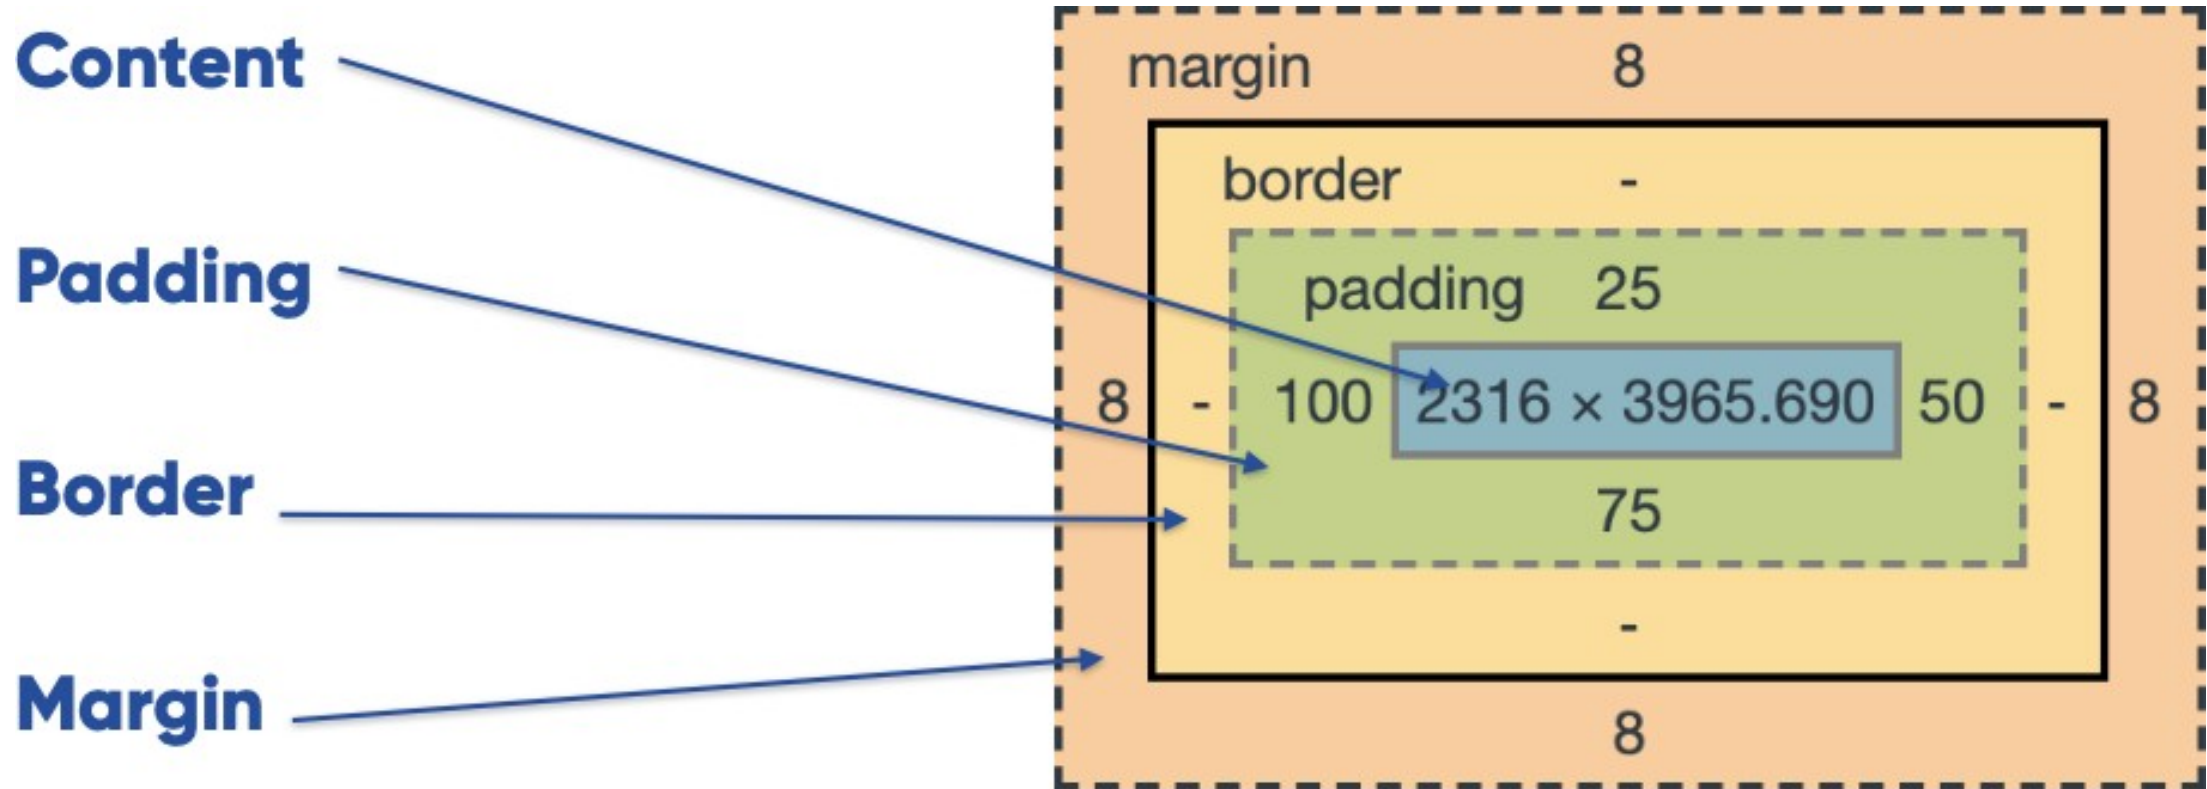 Content
Padding
Border
Margin
margin 8
border -
padding 25
8 - 100 2316 × 3965.690 50 - 8
75
-
8